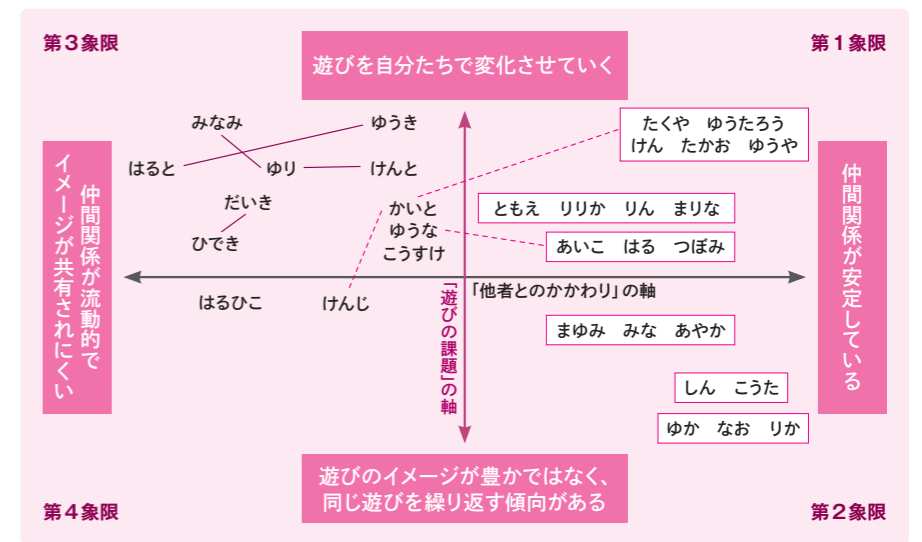 第3象限
第1象限
遊びを自分たちで変化させていく
みなみ
ゆうき
はると
ゆり
けんと
だいき
ひでき
かいと
ゆうな
こうすけ
たくや ゆうたろう
けん たかお ゆうや
ともえ りりか りん まりな
あいこ はる つぼみ
仲間関係が流動的で
イメージが共有されにくい
仲間関係が安定している
「他者とのかかわり」の軸
「遊びの課題」の軸
はるひこ
けんじ
まゆみ みな あやか
しん こうた
ゆか なお りか
遊びのイメージが豊かではなく、
同じ遊びを繰り返す傾向がある
第4象限
第2象限